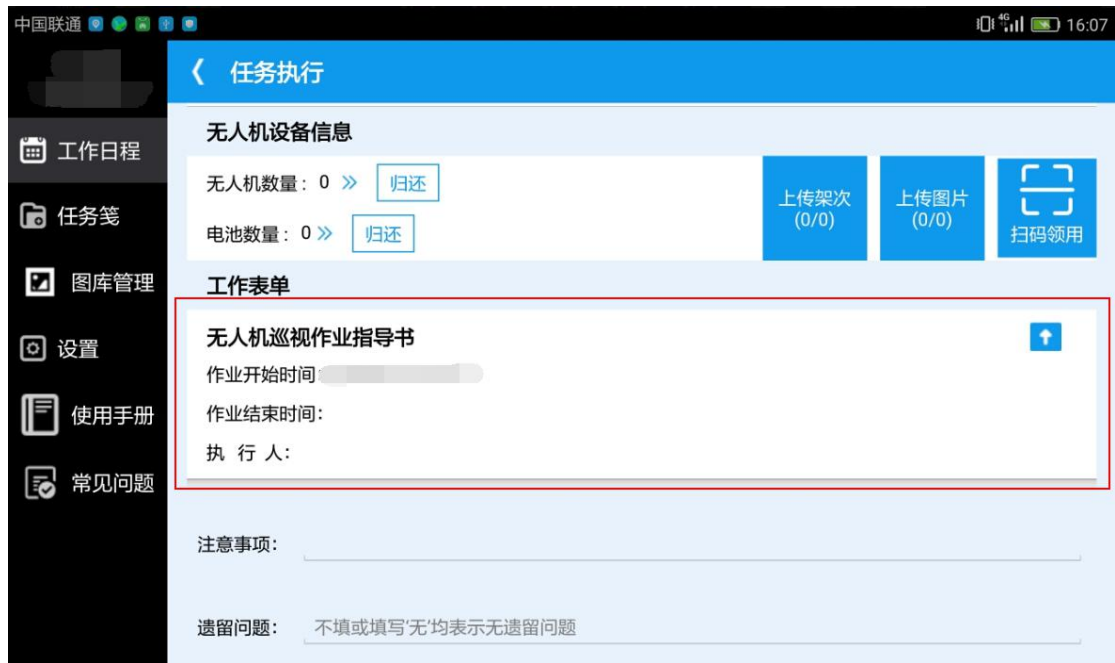 中国联通 4G 16:07
任务执行
工作日程
任务笺
图库管理
设置
使用手册
常见问题
无人机设备信息
无人机数量：0 归还
电池数量：0 归还
上传架次
(0/0)
上传图片
(0/0)
扫码领用
工作表单
无人机巡视作业指导书
作业开始时间:
作业结束时间:
执 行 人:
注意事项:
遗留问题: 不填或填写'无'均表示无遗留问题